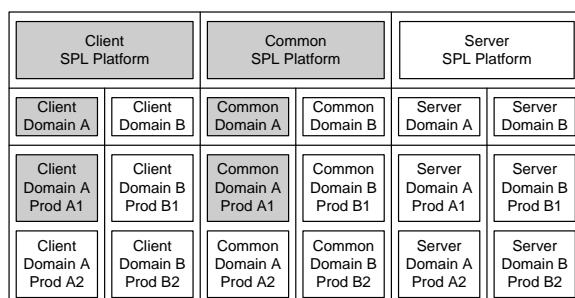 Client
SPL Platform
Common
SPL Platform
Server
SPL Platform
Client
Domain A
Client
Domain B
Common
Domain A
Common
Domain B
Server
Domain A
Server
Domain B
Client
Domain A
Prod A1
Client
Domain B
Prod B1
Common
Domain A
Prod A1
Common
Domain B
Prod B1
Server
Domain A
Prod A1
Server
Domain B
Prod B1
Client
Domain A
Prod A2
Client
Domain B
Prod B2
Common
Domain A
Prod A2
Common
Domain B
Prod B2
Server
Domain A
Prod A2
Server
Domain B
Prod B2